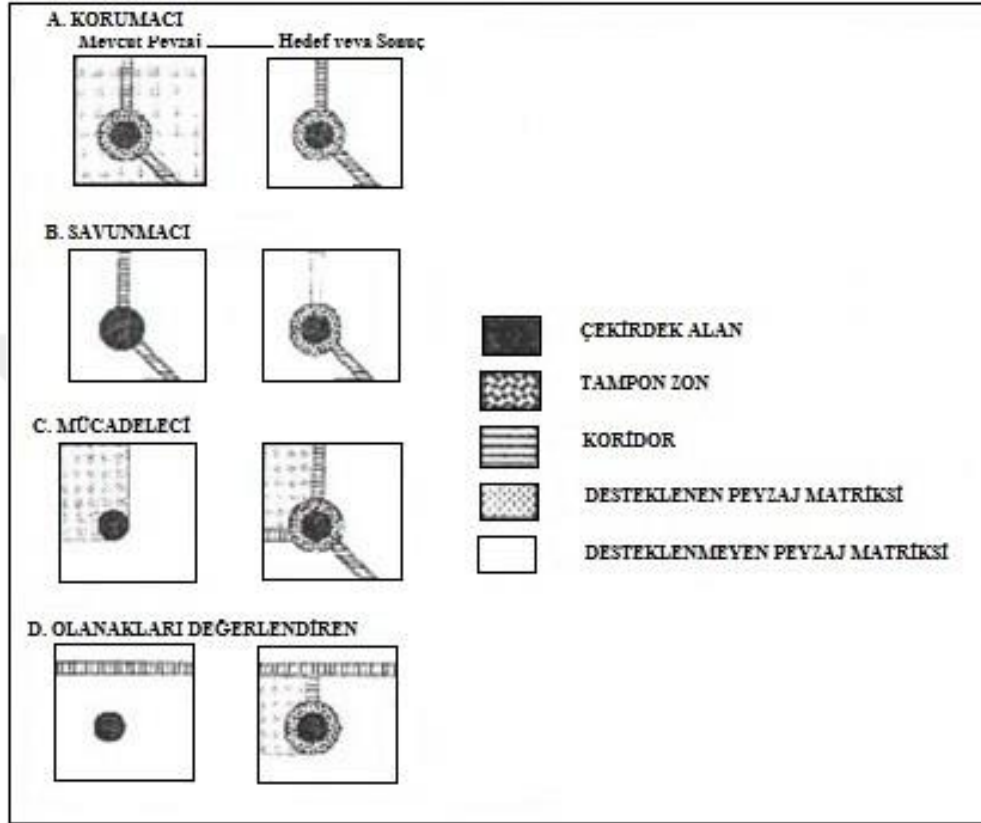 A. KORUMACI
Mevcut Peyzaj Hedef veya Sonuç
B. SAVUNMACI
C. MÜCADELECİ
D. OLANAKLARI DEĞERLENDİREN
ÇEKİRDEK ALAN
TAMPON ZON
KORİDOR
DESTEKLENEN PEYZAJ MATRİKSİ
DESTEKLENMEYEN PEYZAJ MATRİKSİ